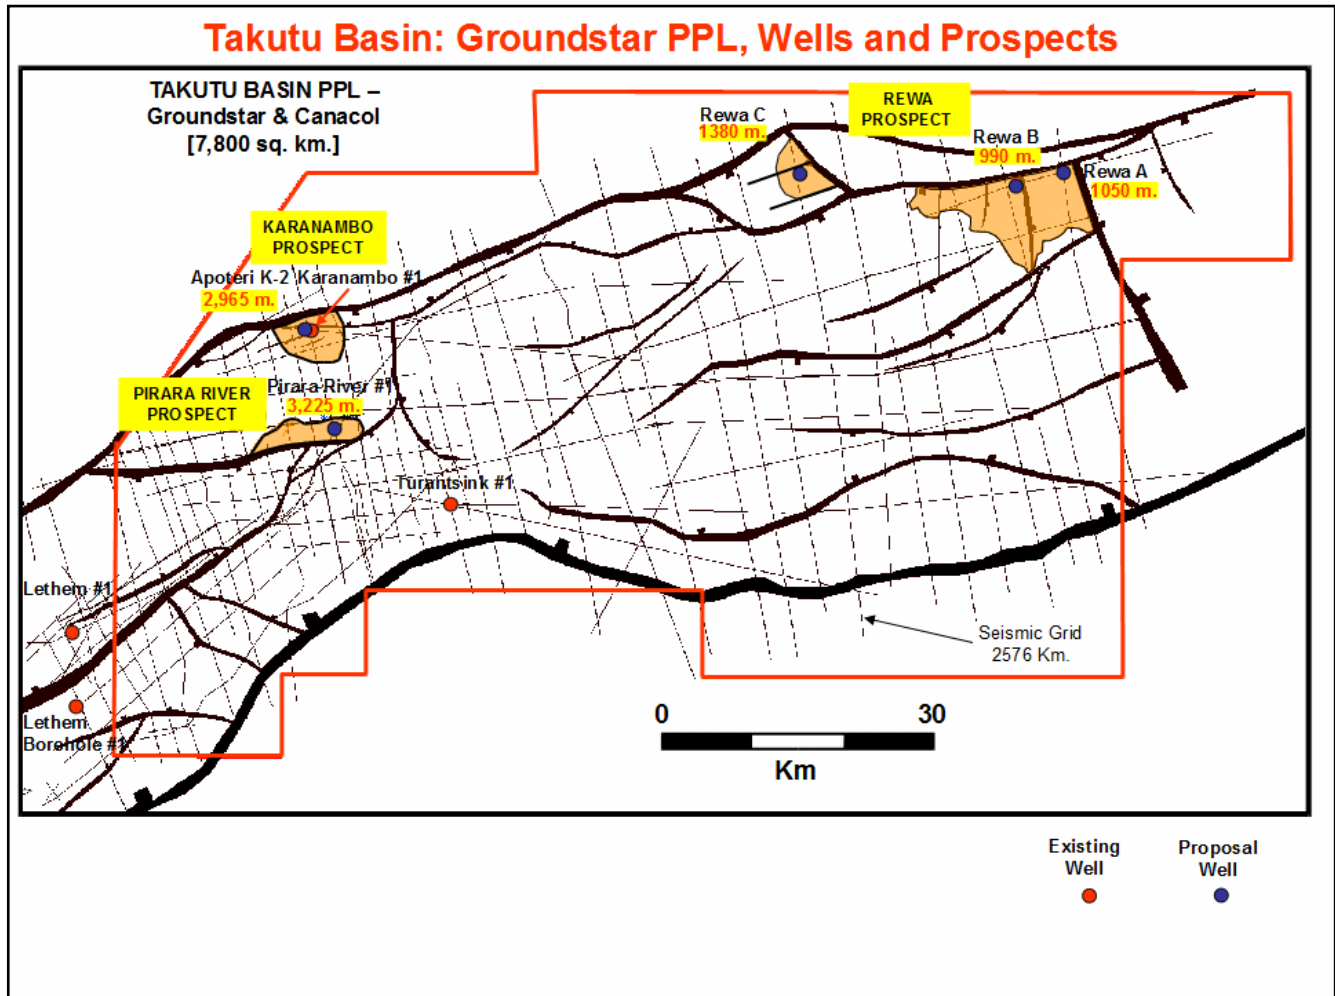 Takutu Basin: Groundstar PPL, Wells and Prospects
TAKUTU BASIN PPL –
Groundstar & Canacol
[7,800 sq. km.]
REWA
PROSPECT
Rewa C
1380 m.
Rewa B
990 m.
Rewa A
1050 m.
KARANAMBO
PROSPECT
Apoteri K-2 Karanambo #1
2,965 m.
PIRARA RIVER
PROSPECT
Pirara River #1
3,225 m.
Turantsink #1
Lethem #1
Lethem
Borehole #1
Seismic Grid
2576 Km.
0 30
Km
Existing
Well
Proposal
Well